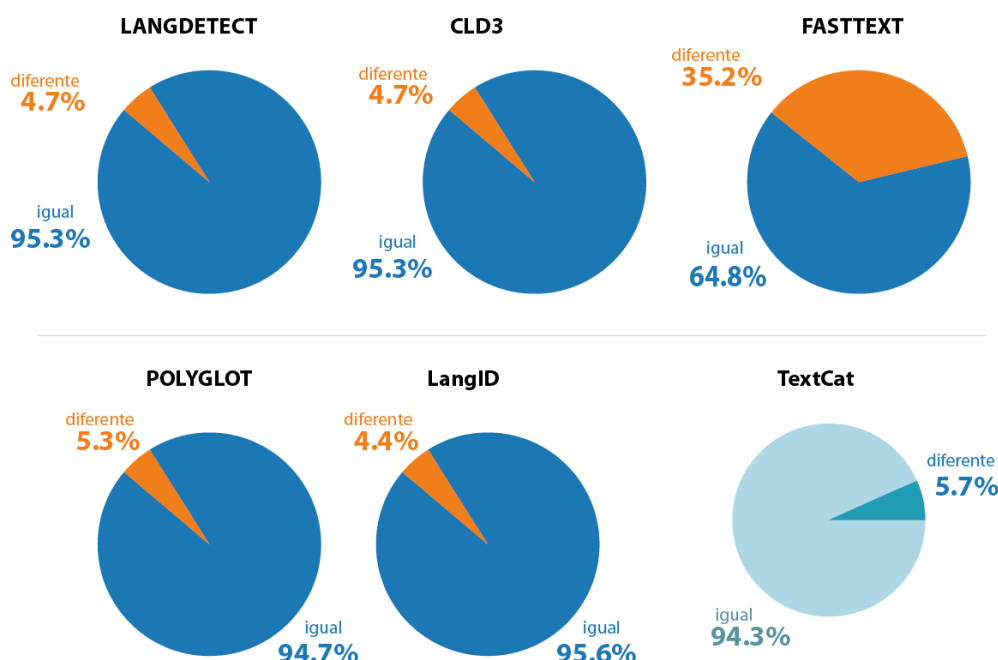 LANGDETECT
diferente
4.7%
igual
95.3%
CLD3
diferente
4.7%
igual
95.3%
FASTTEXT
diferente
35.2%
igual
64.8%
POLYGLOT
diferente
5.3%
igual
94.7%
LangID
diferente
4.4%
igual
95.6%
TextCat
diferente
5.7%
igual
94.3%